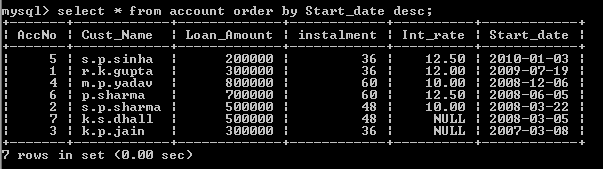 mysql> select * from account order by Start_date desc;
+-------+------------+-------------+------------+----------+------------+
| AccNo | Cust_Name | Loan_Amount | instalment | Int_rate | Start_date |
+-------+------------+-------------+------------+----------+------------+
| 5 | s.p.sinha | 200000 | 36 | 12.50 | 2010-01-03 |
| 1 | r.k.gupta | 300000 | 36 | 12.00 | 2009-07-19 |
| 4 | m.p.yadav | 800000 | 60 | 10.00 | 2008-12-06 |
| 6 | p.sharma | 700000 | 60 | 12.50 | 2008-06-05 |
| 2 | s.p.sharma | 500000 | 48 | 10.00 | 2008-03-22 |
| 7 | k.s.dhall | 500000 | 48 | NULL | 2008-03-05 |
| 3 | k.p.jain | 300000 | 36 | NULL | 2007-03-08 |
+-------+------------+-------------+------------+----------+------------+
7 rows in set (0.00 sec)